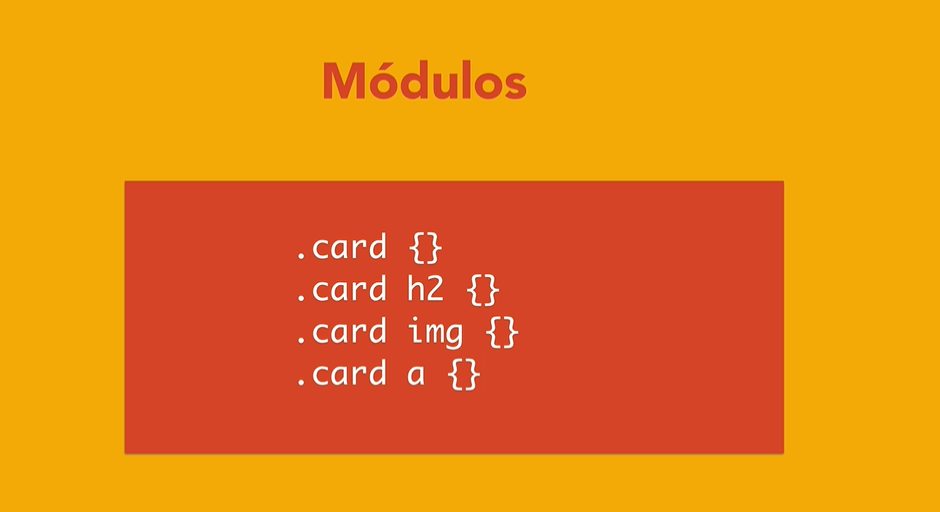 Módulos
.card {}
.card h2 {}
.card img {}
.card a {}